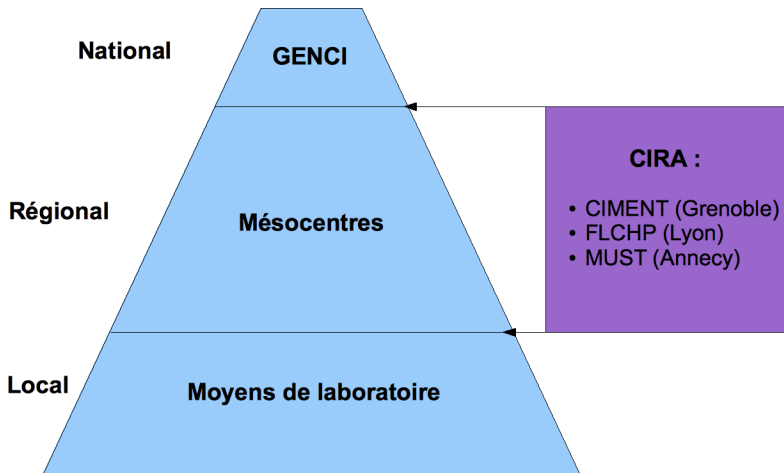 National
GENCI
CIRA :
Régional
Mésocentres
• CIMENT (Grenoble)
• FLCHP (Lyon)
• MUST (Annecy)
Local
Moyens de laboratoire